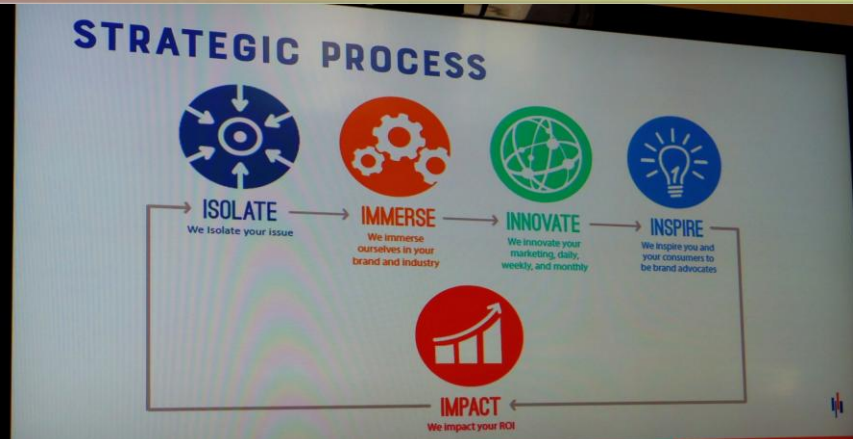 STRATEGIC PROCESS
ISOLATE
We Isolate your issue
IMMERSE
We immerse
ourselves in your
brand and industry
INNOVATE
We innovate your
marketing, daily,
weekly, and monthly
INSPIRE
We Inspire you and
your consumers to
be brand advocates
IMPACT
We impact your ROI